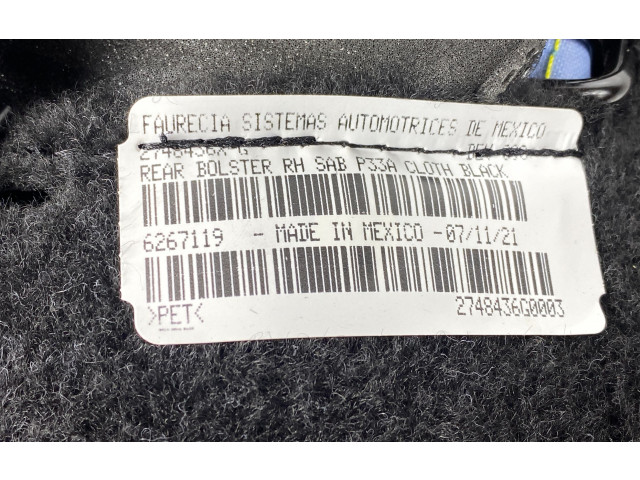 FAURECIA SISTEMAS AUTOMOTRICES DE MEXICO
REAR BOLSTER RH SAB P33A CLOTH BLACK
6267119 - MADE IN MEXICO -07/11/21
>PET< 2748436G0003